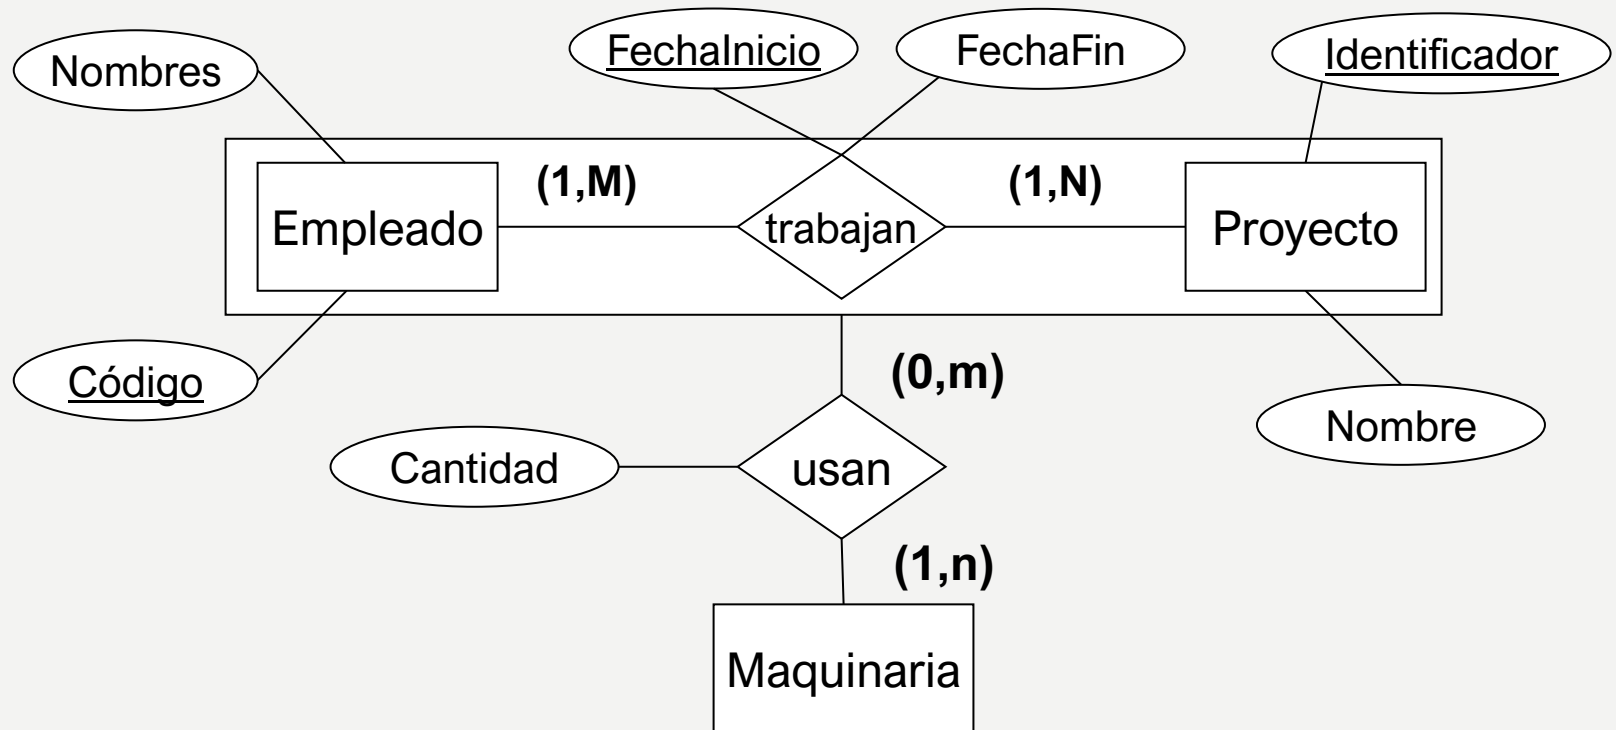 FechaInicio
FechaFin
Identificador
Nombres
(1,M)
(1,N)
Empleado
trabajan
Proyecto
Código
(0,m)
Nombre
Cantidad
usan
(1,n)
Maquinaria